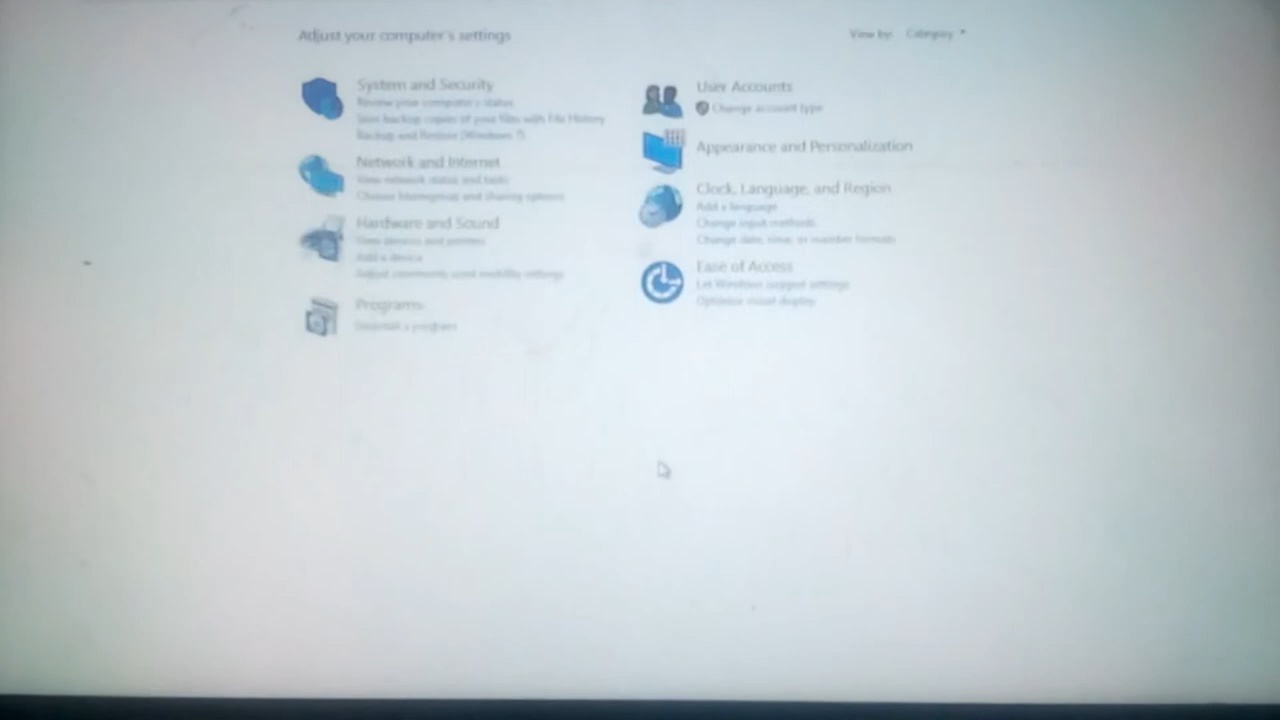 Adjust your computer's settings
View by: Category
System and Security
Review your computer's status
Save backup copies of your files with File History
Backup and Restore (Windows 7)
Network and Internet
View network status and tasks
Choose homegroup and sharing options
Hardware and Sound
View devices and printers
Add a device
Adjust commonly used mobility settings
Programs
Uninstall a program
User Accounts
Change account type
Appearance and Personalization
Clock, Language, and Region
Add a language
Change input methods
Change date, time, or number formats
Ease of Access
Let Windows suggest settings
Optimize visual display